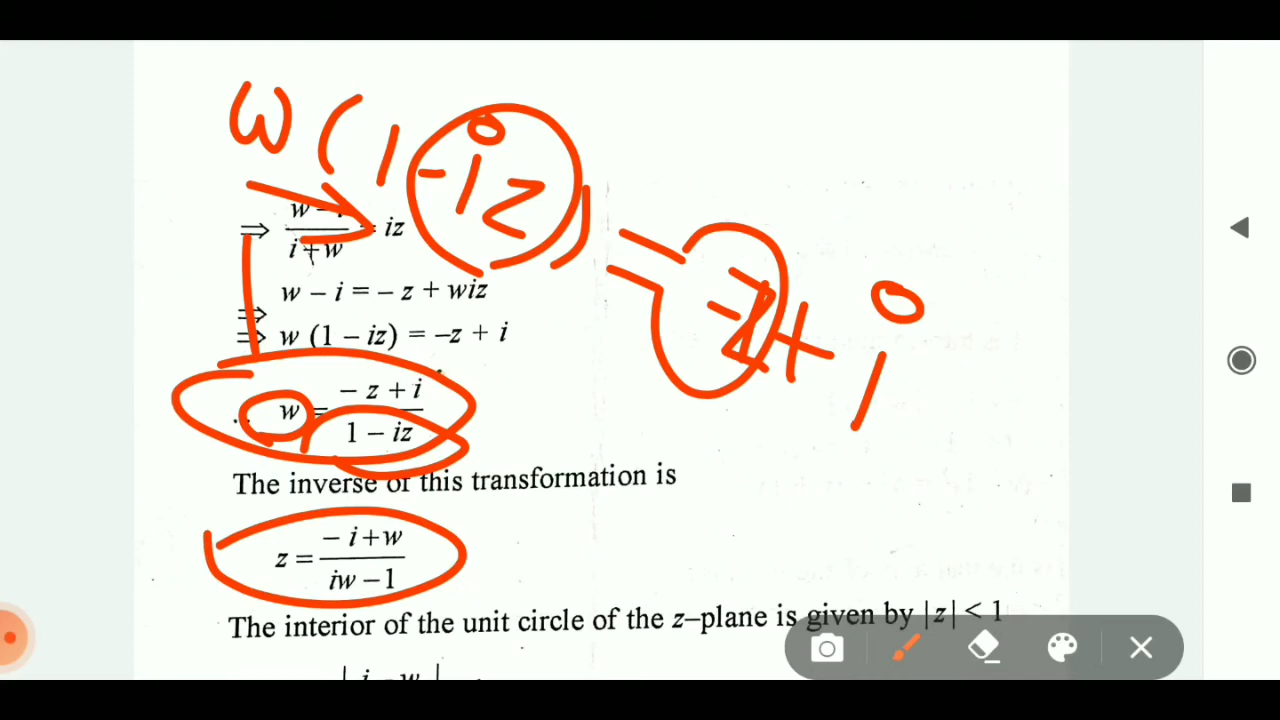 w(1-iz) = -z+i
⇒ w – i / i + w = iz
⇒ w – i = – z + wiz
⇒ w (1 – iz) = –z + i
∴ w = – z + i / 1 – iz
The inverse of this transformation is
z = – i + w / iw – 1
The interior of the unit circle of the z–plane is given by |z| < 1